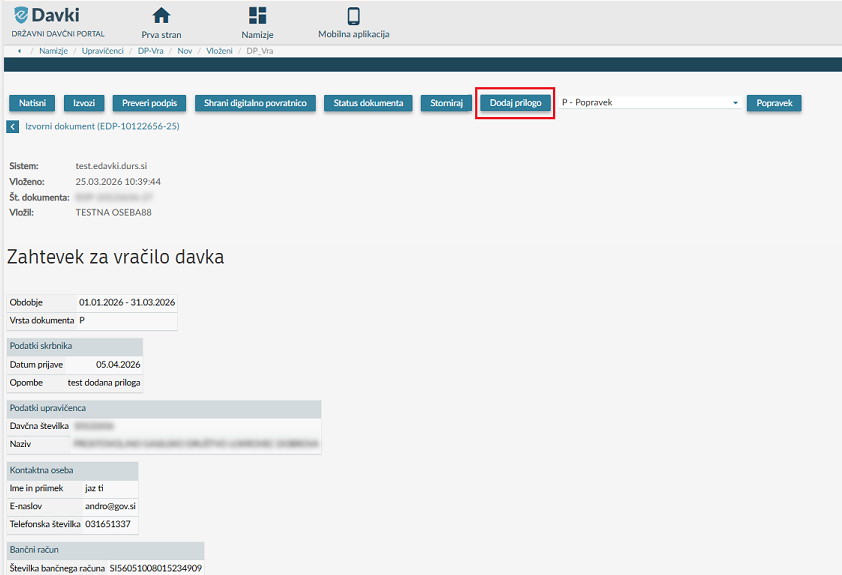 eDavki
DRŽAVNI DAVČNI PORTAL
Prva stran
Namizje
Mobilna aplikacija
/ Namizje / Upravičenci / DP-Vra / Nov / Vloženi / DP_Vra
Natisni Izvozi Preveri podpis Shrani digitalno povratnico Status dokumenta Storniraj Dodaj prilogo P - Popravek Popravek
Izvorni dokument (EDP-10122656-25)
Sistem: test.edavki.durs.si
Vloženo: 25.03.2026 10:39:44
Št. dokumenta:
Vložil: TESTNA OSEBA88
Zahtevek za vračilo davka
Obdobje 01.01.2026 - 31.03.2026
Vrsta dokumenta P
Podatki skrbnika
Datum prijave 05.04.2026
Opombe test dodana priloga
Podatki upravičenca
Davčna številka
Naziv
Kontaktna oseba
Ime in priimek jaz ti
E-naslov andro@gov.si
Telefonska številka 031651337
Bančni račun
Številka bančnega računa SI56051008015234909